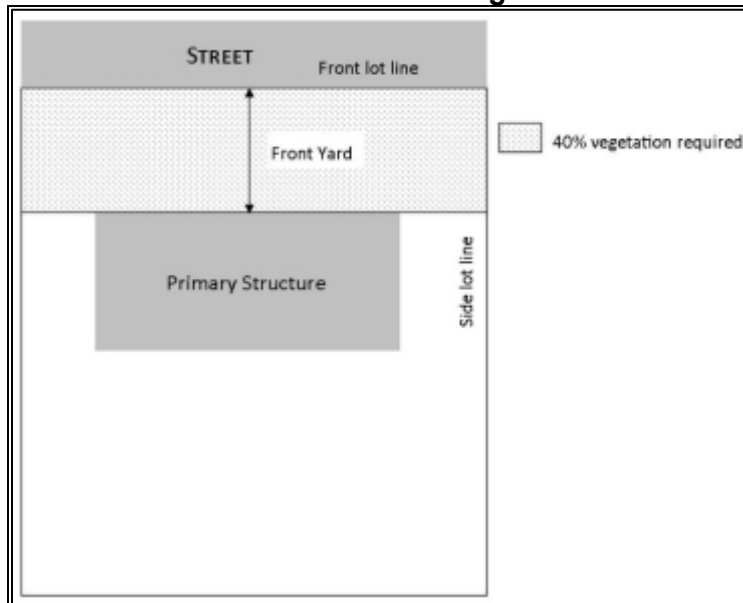 STREET
Front lot line
Front Yard
40% vegetation required
Primary Structure
Side lot line